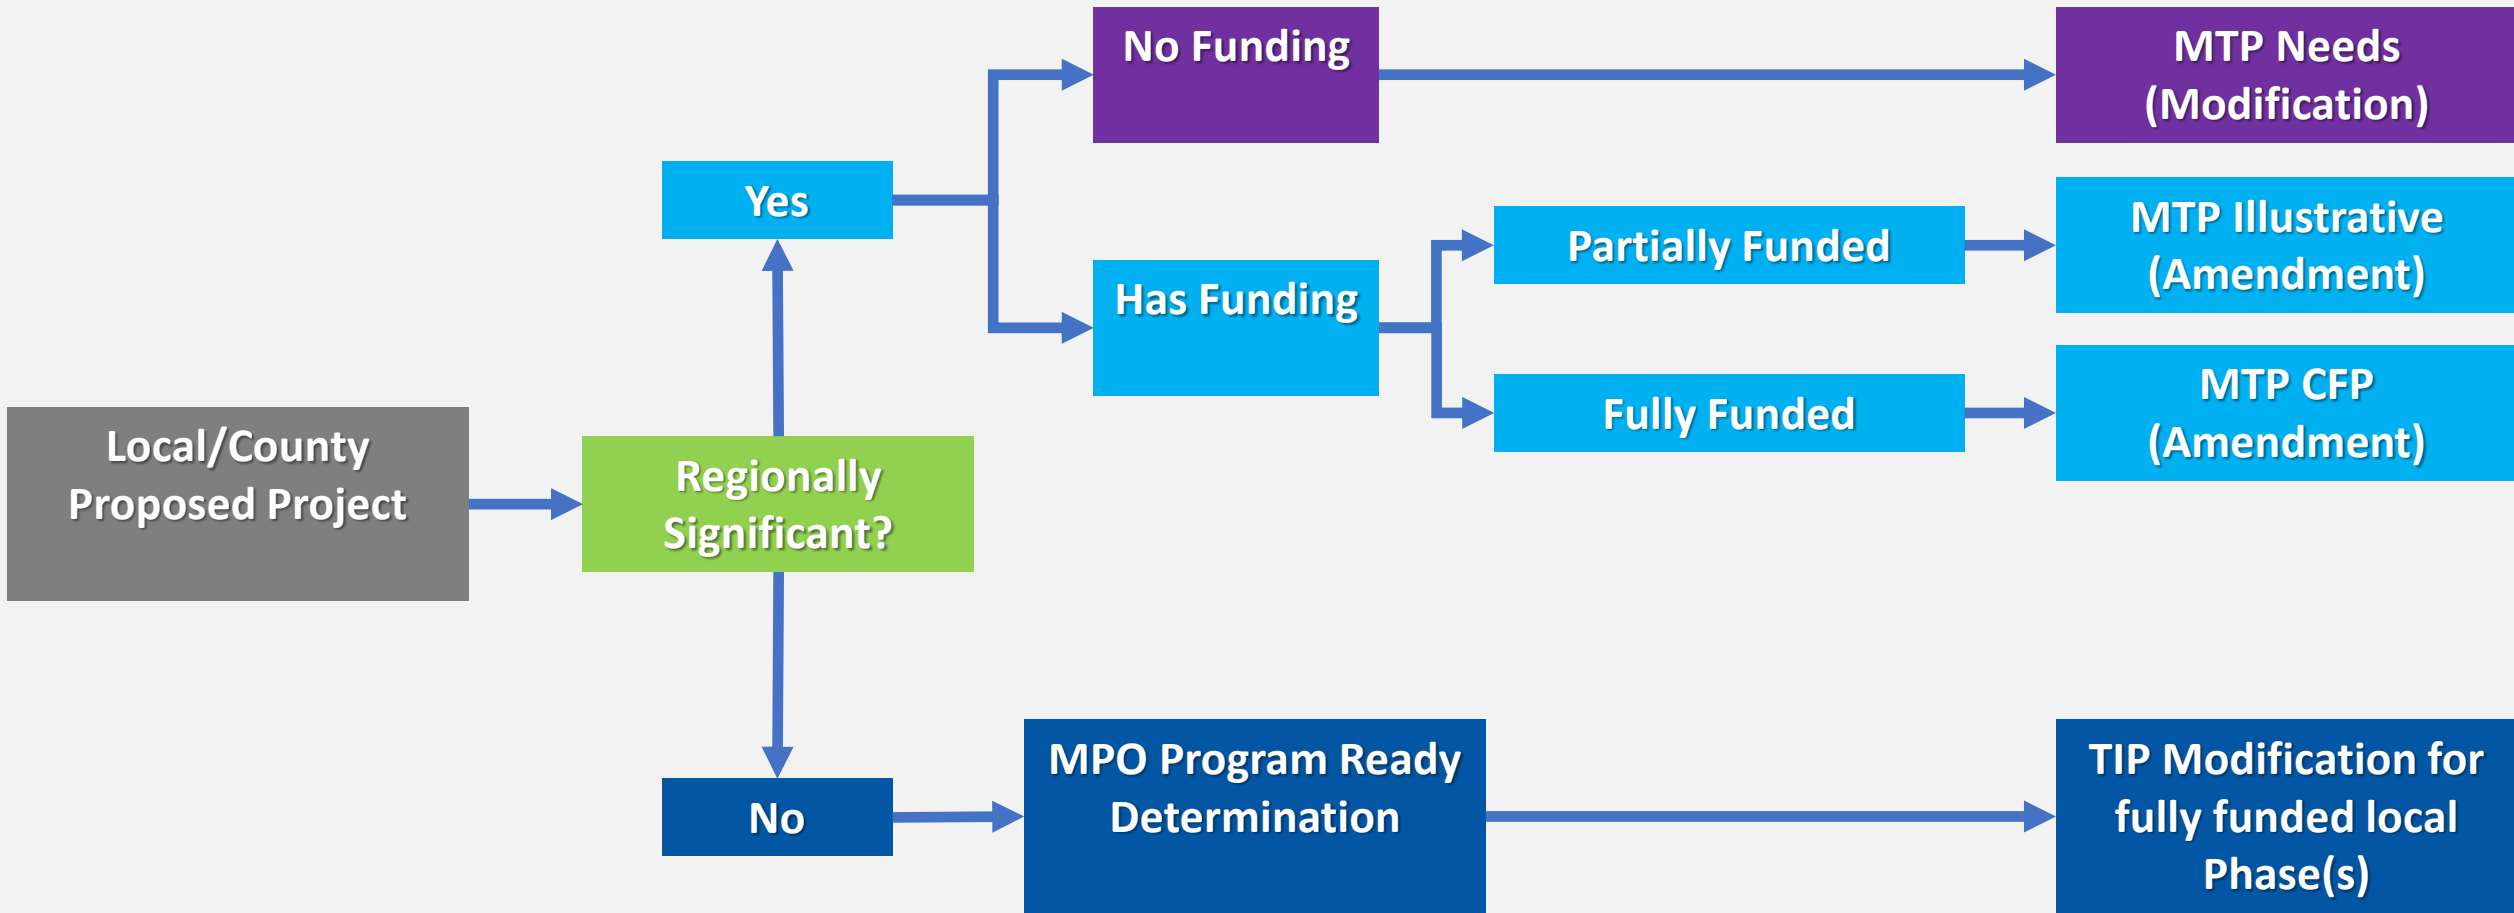 No Funding
MTP Needs
(Modification)
Yes
Partially Funded
MTP Illustrative
(Amendment)
Has Funding
Fully Funded
MTP CFP
(Amendment)
Local/County
Proposed Project
Regionally
Significant?
No
MPO Program Ready
Determination
TIP Modification for
fully funded local
Phase(s)